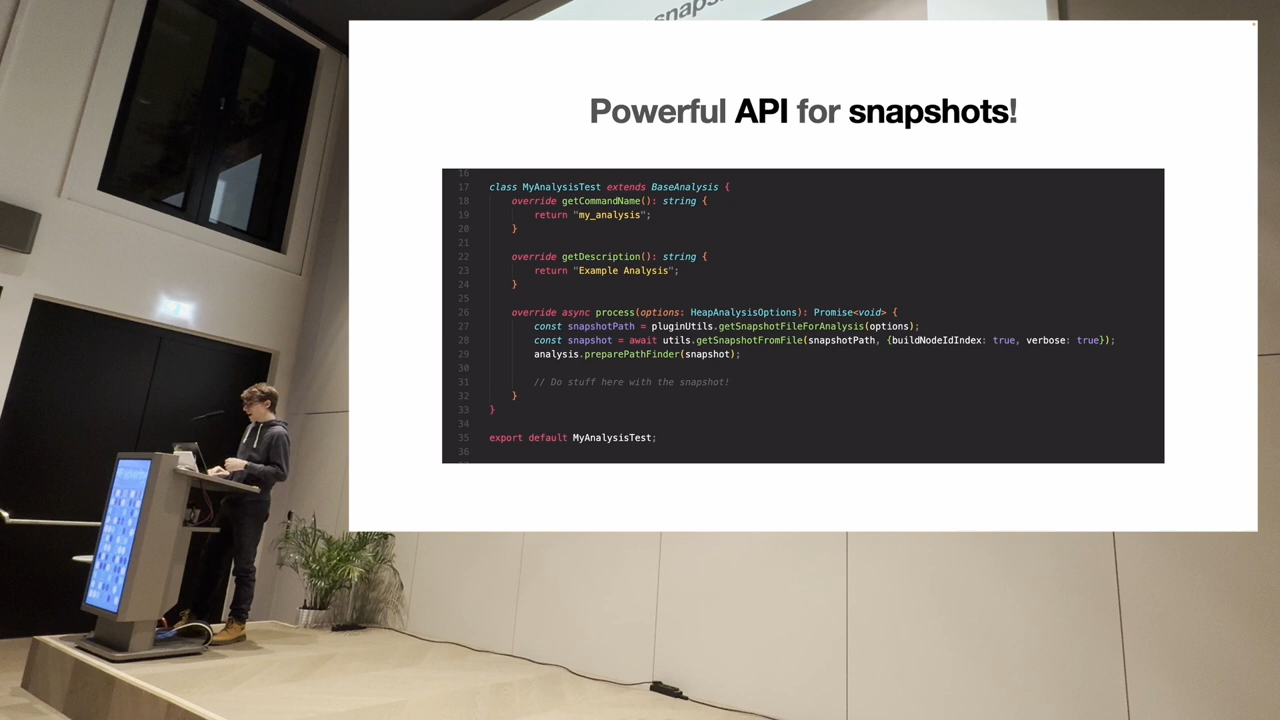 snaps
Powerful API for snapshots!
16
17 class MyAnalysisTest extends BaseAnalysis {
18 override getCommandName(): string {
19 return "my_analysis";
20 }
21
22 override getDescription(): string {
23 return "Example Analysis";
24 }
25
26 override async process(options: HeapAnalysisOptions): Promise<void> {
27 const snapshotPath = pluginUtils.getSnapshotFileForAnalysis(options);
28 const snapshot = await utils.getSnapshotFromFile(snapshotPath, {buildNodeIdIndex: true, verbose: true});
29 analysis.preparePathFinder(snapshot);
30
31 // Do stuff here with the snapshot!
32 }
33 }
34
35 export default MyAnalysisTest;
36